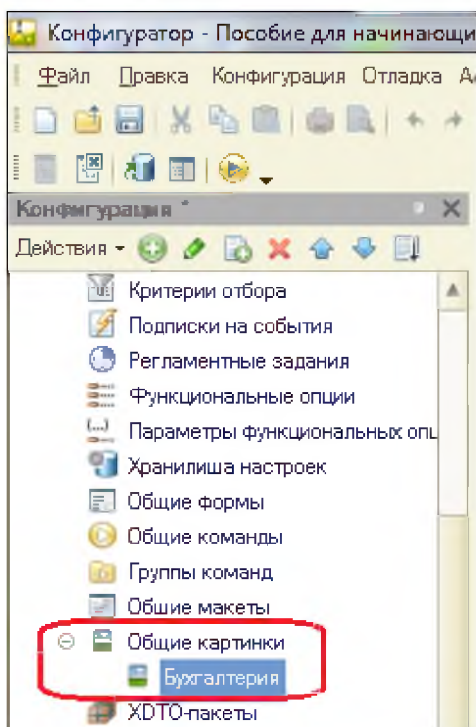 Конфигуратор - Пособие для начинающи
Файл Правка Конфигурация Отладка
Конфигурация *
Действия
Критерии отбора
Подписки на события
Регламентные задания
Функциональные опции
Параметры функциональных опц
Хранилища настроек
Общие формы
Общие команды
Группы команд
Общие макеты
Общие картинки
Бухгалтерия
XDTO-пакеты